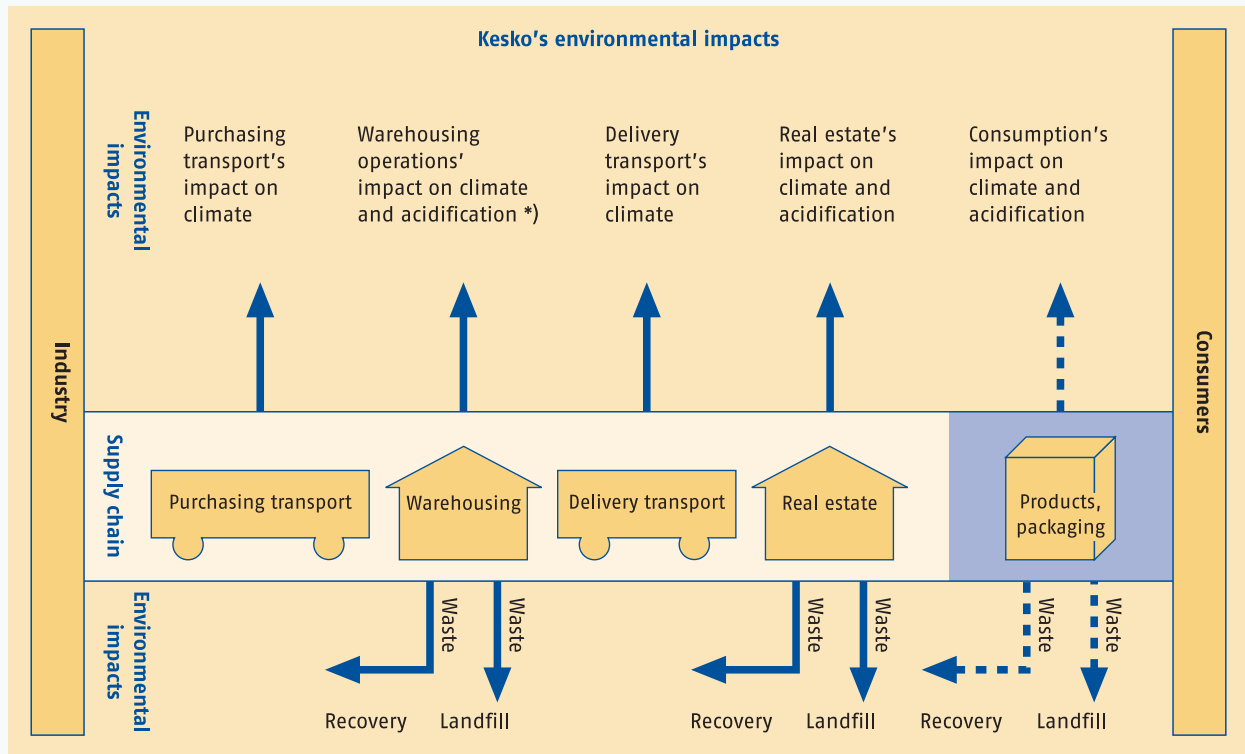 Kesko's environmental impacts
Industry
Consumers
Environmental
impacts
Purchasing
transport's
impact on
climate
Warehousing
operations'
impact on climate
and acidification *)
Delivery
transport's
impact on
climate
Real estate's
impact on
climate and
acidification
Consumption's
impact on
climate and
acidification
Supply chain
Purchasing transport
Warehousing
Delivery transport
Real estate
Products,
packaging
Environmental
impacts
Waste
Waste
Waste
Waste
Waste
Waste
Recovery
Landfill
Recovery
Landfill
Recovery
Landfill